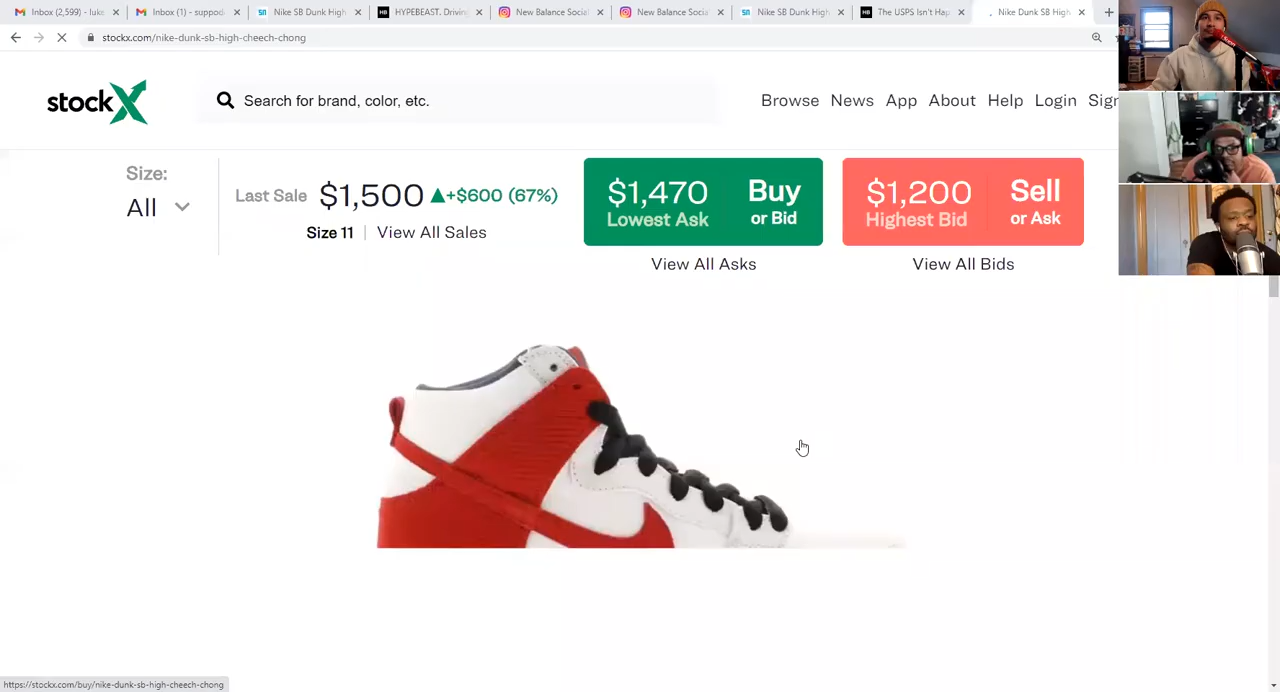 Inbox (2,599) - luke
Inbox (1) - suppod
Nike SB Dunk High
HYPEBEAST. Drivin
New Balance Social
New Balance Socia
Nike SB Dunk High
The USPS Isn't Hap
Nike Dunk SB High
stockx.com/nike-dunk-sb-high-cheech-chong
stockX
Search for brand, color, etc.
Browse News App About Help Login Sign
Size:
All
Last Sale $1,500 ▲+$600 (67%)
Size 11 | View All Sales
$1,470 Buy
Lowest Ask or Bid
View All Asks
$1,200 Sell
Highest Bid or Ask
View All Bids
https://stockx.com/buy/nike-dunk-sb-high-cheech-chong